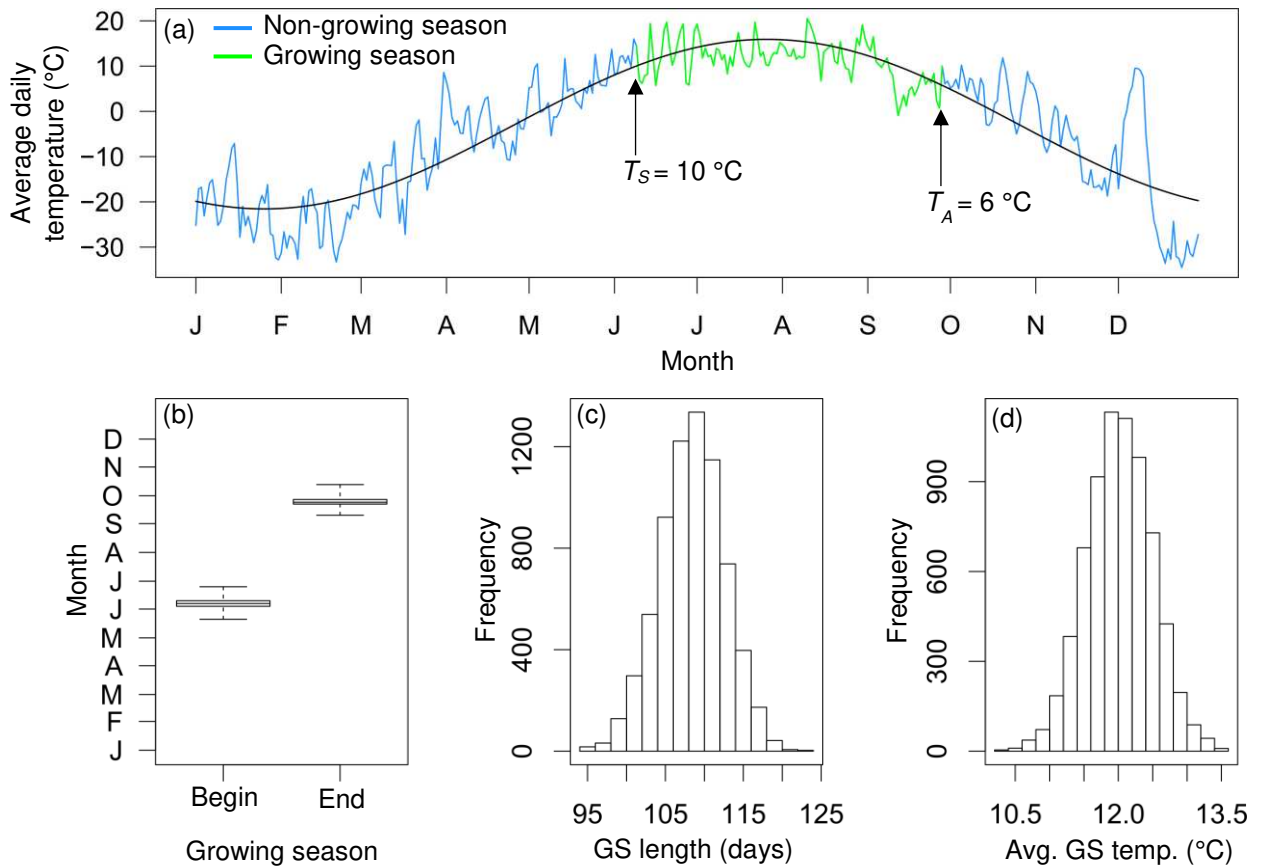 (a)
Non-growing season
Growing season
Average daily
temperature (°C)
20
10
0
−10
−20
−30
T_S = 10 °C
T_A = 6 °C
J F M A M J J A S O N D
Month
(b)
Month
D
N
O
S
A
J
J
M
A
M
F
J
Begin End
Growing season
(c)
Frequency
1200
800
400
0
95 105 115 125
GS length (days)
(d)
Frequency
900
600
300
0
10.5 12.0 13.5
Avg. GS temp. (°C)